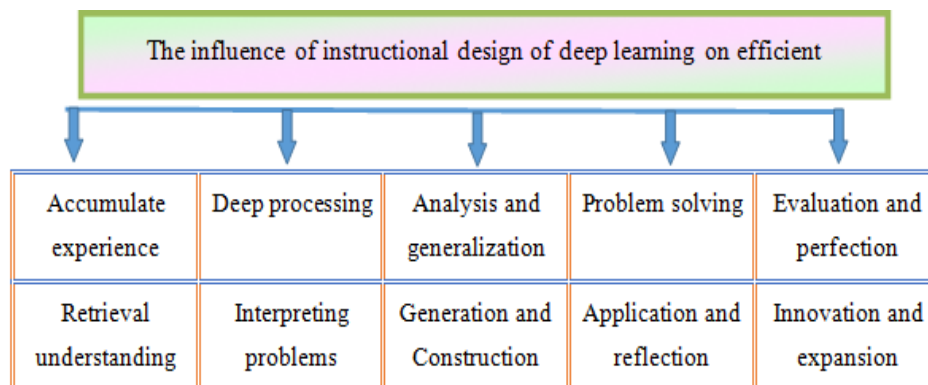 The influence of instructional design of deep learning on efficient
Accumulate
experience
Deep processing
Analysis and
generalization
Problem solving
Evaluation and
perfection
Retrieval
understanding
Interpreting
problems
Generation and
Construction
Application and
reflection
Innovation and
expansion